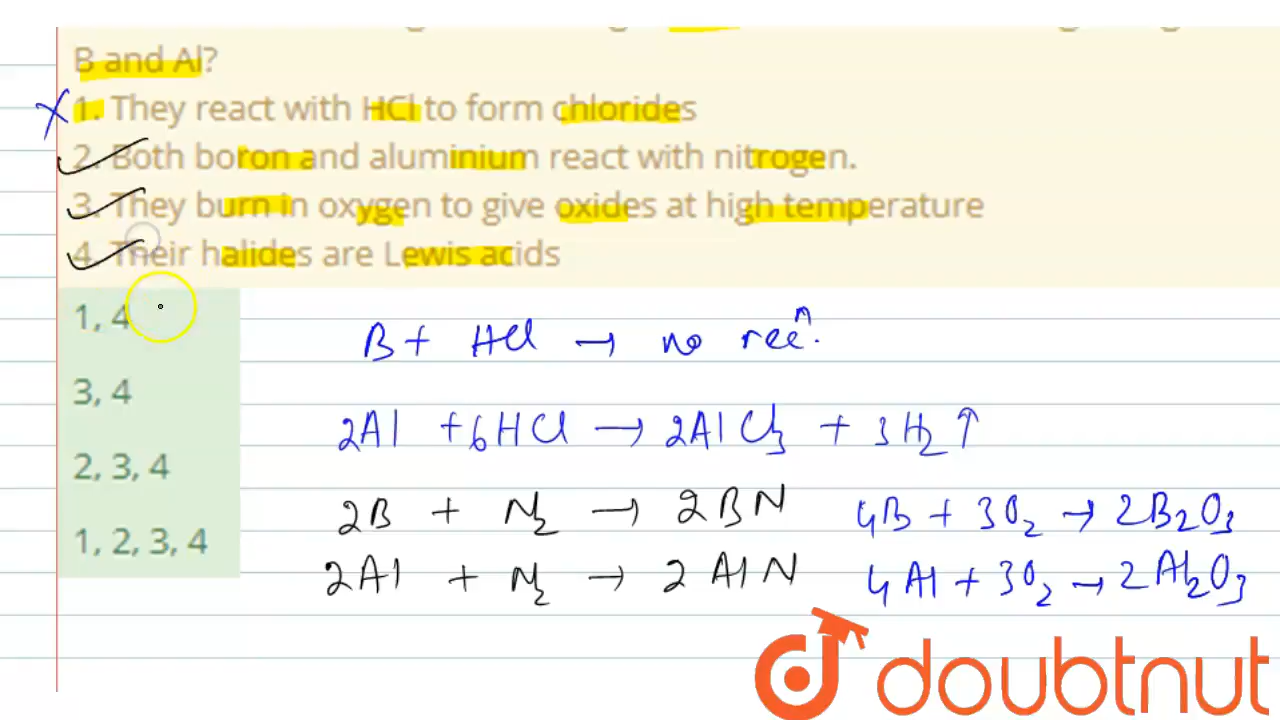 B and Al?
1. They react with HCl to form chlorides
2. Both boron and aluminium react with nitrogen.
3. They burn in oxygen to give oxides at high temperature
4. Their halides are Lewis acids
1, 4
3, 4
2, 3, 4
1, 2, 3, 4
B + HCl → no recⁿ.
2Al + 6HCl → 2AlCl3 + 3H2 ↑
2B + N2 → 2BN
4B + 3O2 → 2B2O3
2Al + N2 → 2AlN
4Al + 3O2 → 2Al2O3
doubtnut